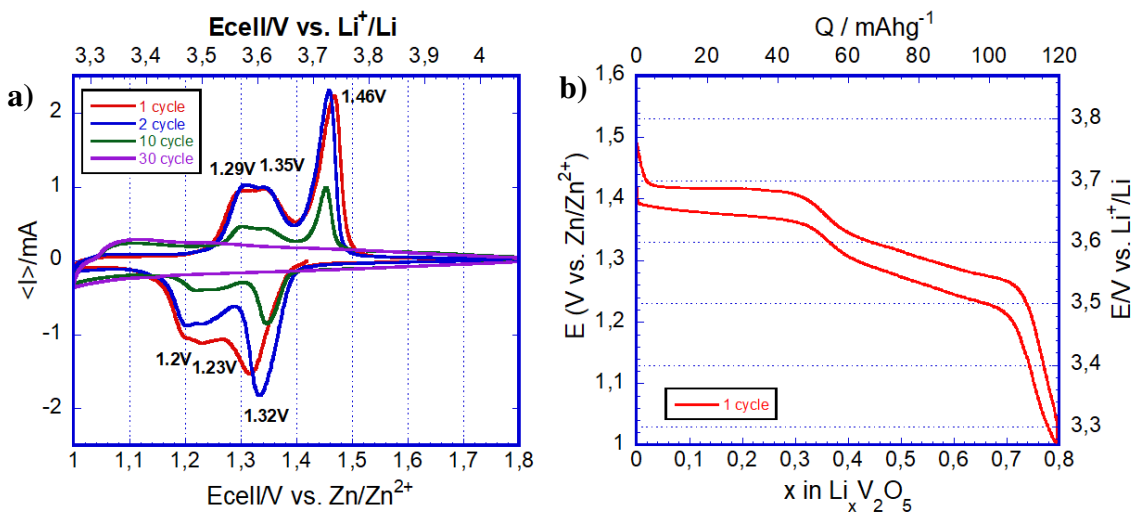 a)
Ecell/V vs. Li⁺/Li
3,3 3,4 3,5 3,6 3,7 3,8 3,9 4
1 cycle
2 cycle
10 cycle
30 cycle
1.46V
1.29V
1.35V
1.2V
1.23V
1.32V
<I>/mA
2
1
0
-1
-2
1 1,1 1,2 1,3 1,4 1,5 1,6 1,7 1,8
Ecell/V vs. Zn/Zn²⁺
b)
Q / mAhg⁻¹
0 20 40 60 80 100 120
E (V vs. Zn/Zn²⁺)
1,6
1,5
1,4
1,3
1,2
1,1
1
1 cycle
3,8
3,7
3,6
3,5
3,4
3,3
E/V vs. Li⁺/Li
0 0,1 0,2 0,3 0,4 0,5 0,6 0,7 0,8
x in LiₓV₂O₅